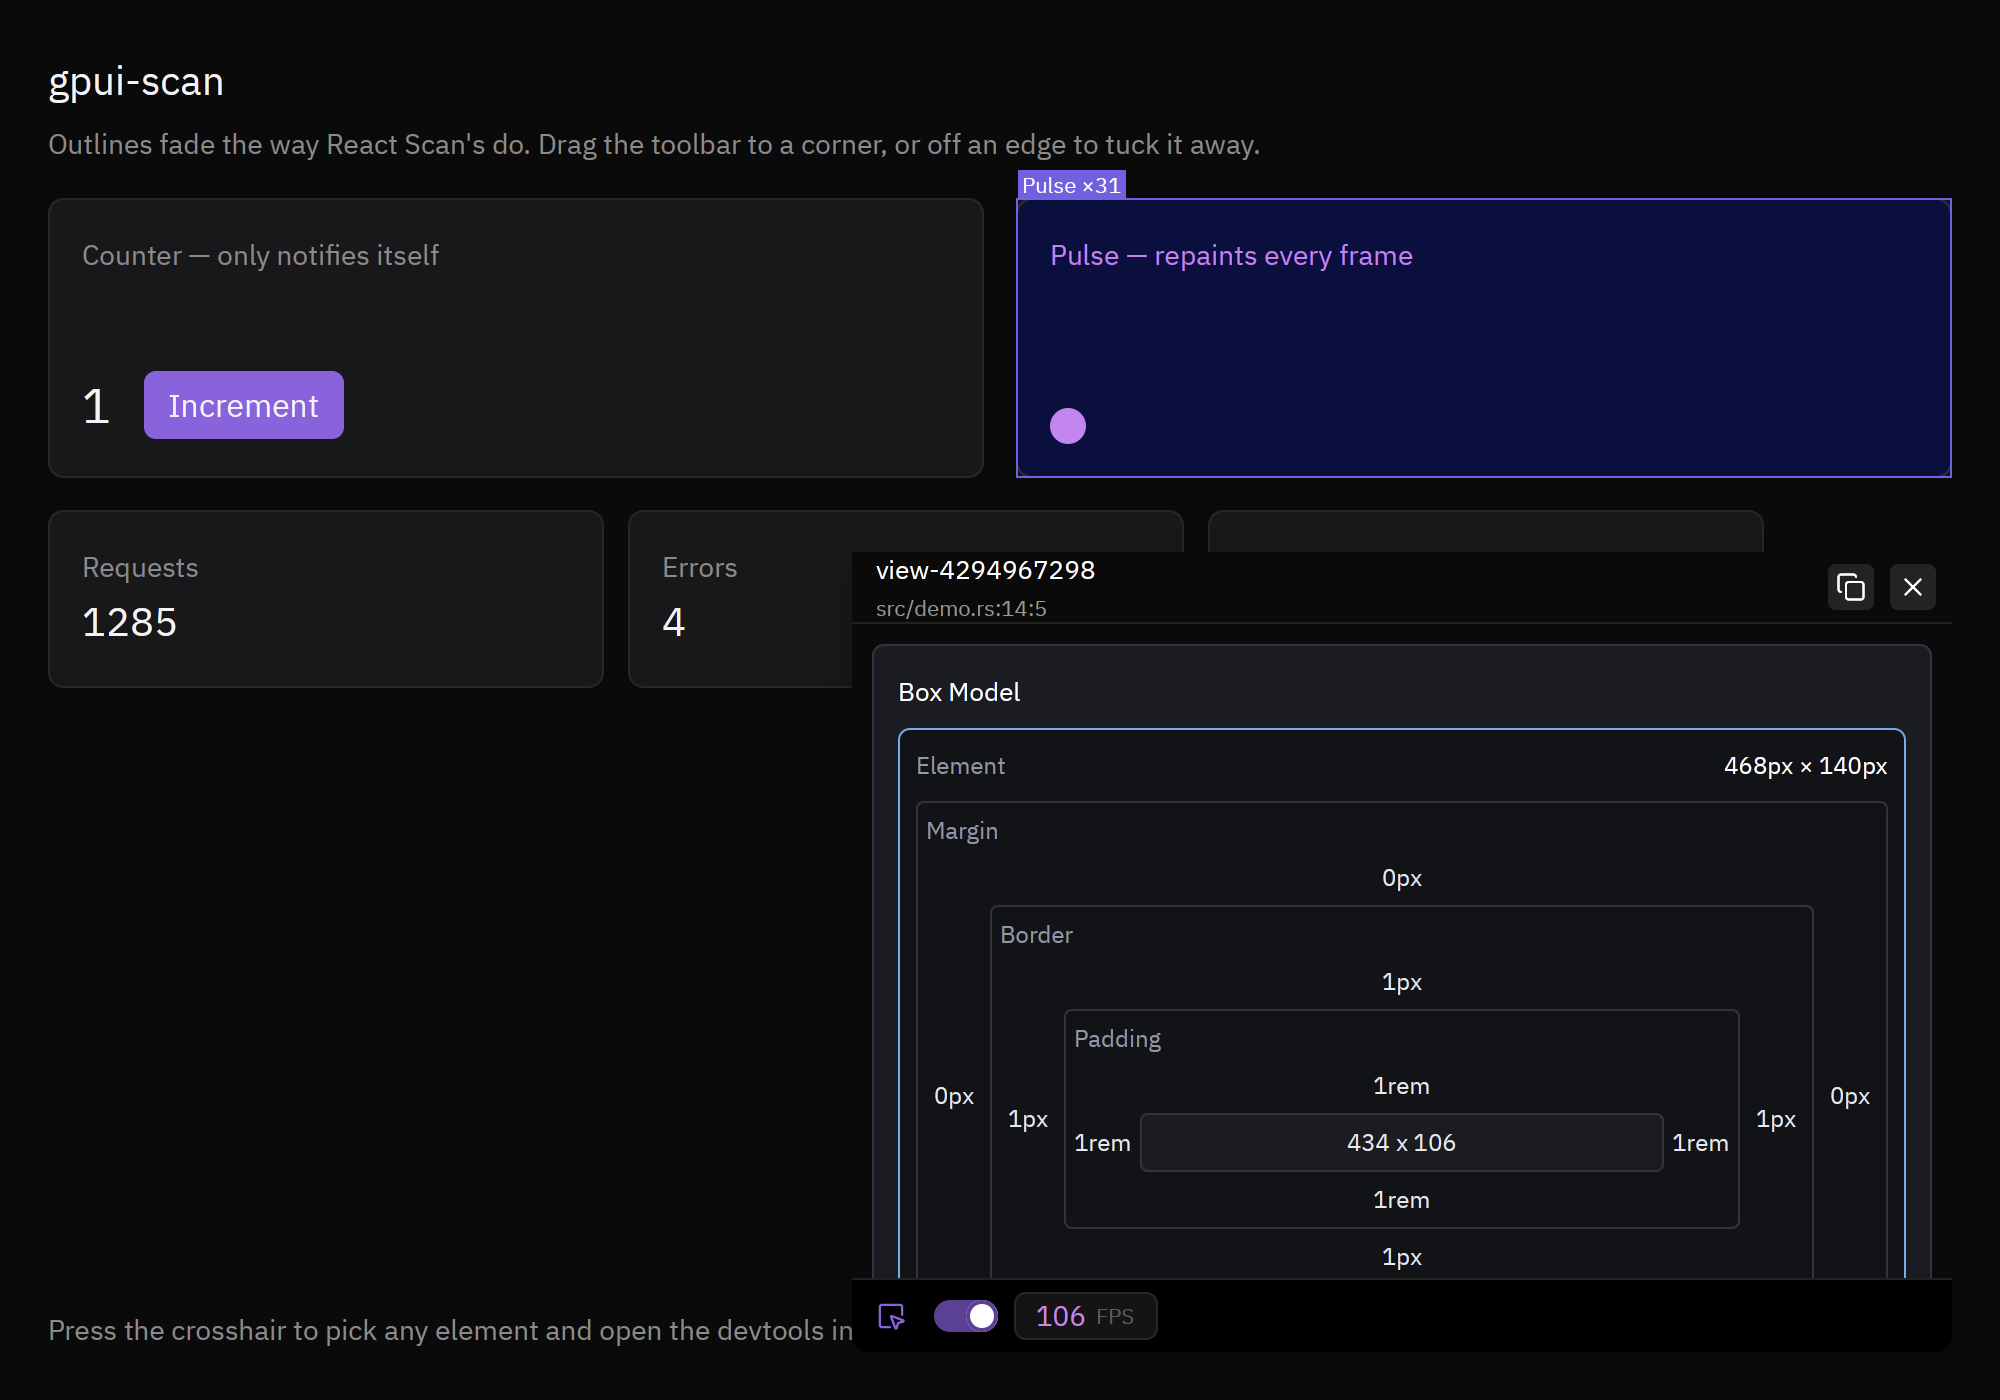 gpui-scan
Outlines fade the way React Scan's do. Drag the toolbar to a corner, or off an edge to tuck it away.
Pulse ×31
Counter — only notifies itself
Pulse — repaints every frame
1
Increment
Requests
1285
Errors
4
view-4294967298
src/demo.rs:14:5
Box Model
Element
468px × 140px
Margin
0px
Border
1px
Padding
1rem
0px
1px
1rem
434 x 106
1rem
1px
0px
1rem
1px
Press the crosshair to pick any element and open the devtools in
106 FPS